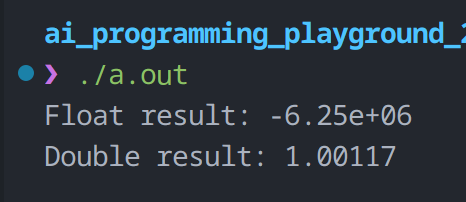 ai_programming_playground_2
❯ ./a.out
Float result: -6.25e+06
Double result: 1.00117